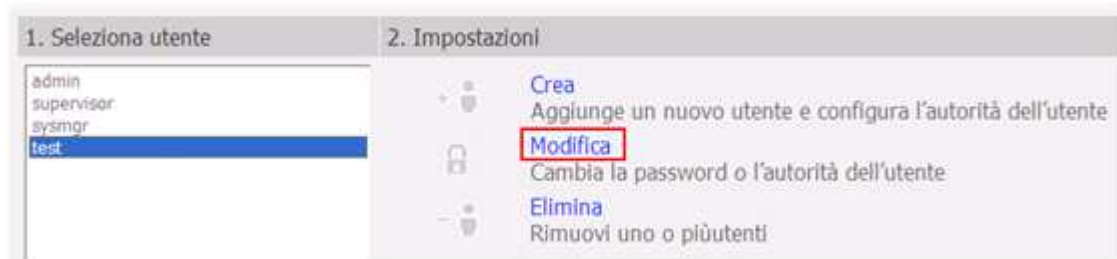 1. Seleziona utente
2. Impostazioni
admin
supervisor
sysmgr
test
Crea
Aggiunge un nuovo utente e configura l'autorità dell'utente
Modifica
Cambia la password o l'autorità dell'utente
Elimina
Rimuovi uno o piùutenti